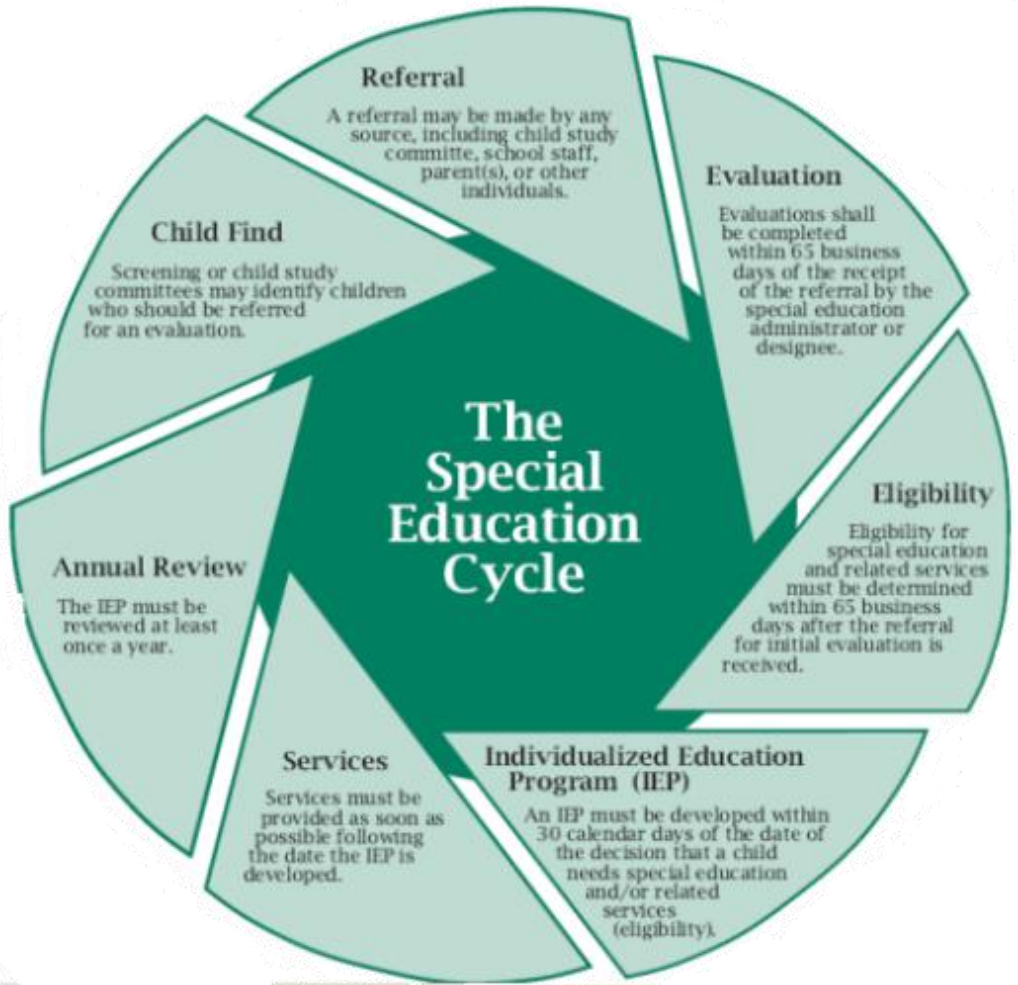 The
Special
Education
Cycle
Referral
A referral may be made by any
source, including child study
committe, school staff,
parent(s), or other
individuals.
Evaluation
Evaluations shall
be completed
within 65 business
days of the receipt
of the referral by the
special education
administrator or
designee.
Eligibility
Eligibility for
special education
and related services
must be determined
within 65 business
days after the referral
for initial evaluation is
received.
Individualized Education
Program (IEP)
An IEP must be developed within
30 calendar days of the date of
the decision that a child
needs special education
and/or related
services
(eligibility).
Services
Services must be
provided as soon as
possible following
the date the IEP is
developed.
Annual Review
The IEP must be
reviewed at least
once a year.
Child Find
Screening or child study
committees may identify children
who should be referred
for an evaluation.